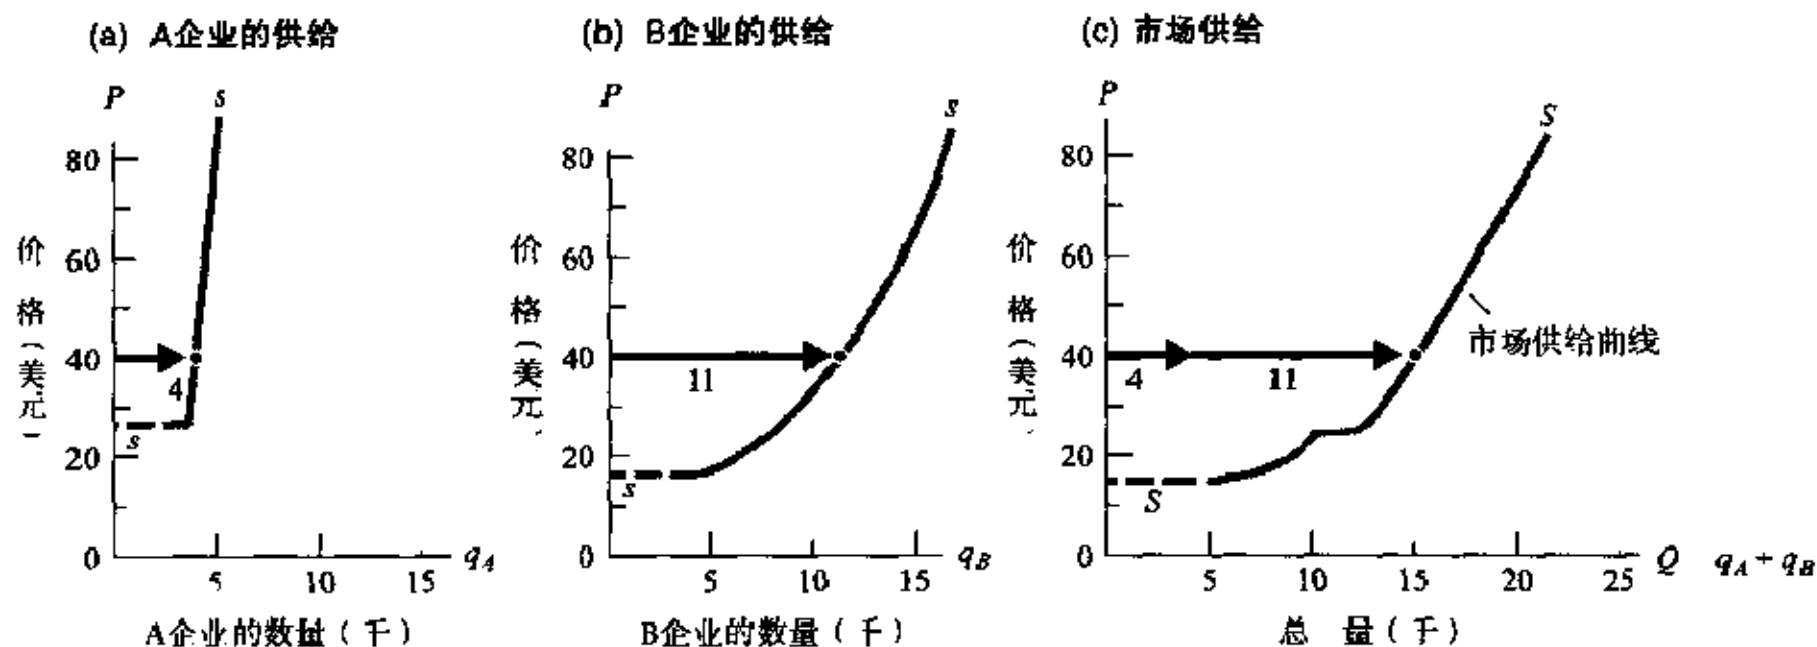 (a) A企业的供给
P
s
80
60
40
20
0
价格（美元）
4
s
5
10
15
qA
A企业的数量（千）
(b) B企业的供给
P
s
80
60
40
20
0
价格（美元
11
s
5
10
15
qB
B企业的数量（千）
(c) 市场供给
P
S
80
60
40
20
0
价格（美元
4
11
市场供给曲线
S
5
10
15
20
25
Q
qA + qB
总 量（千）